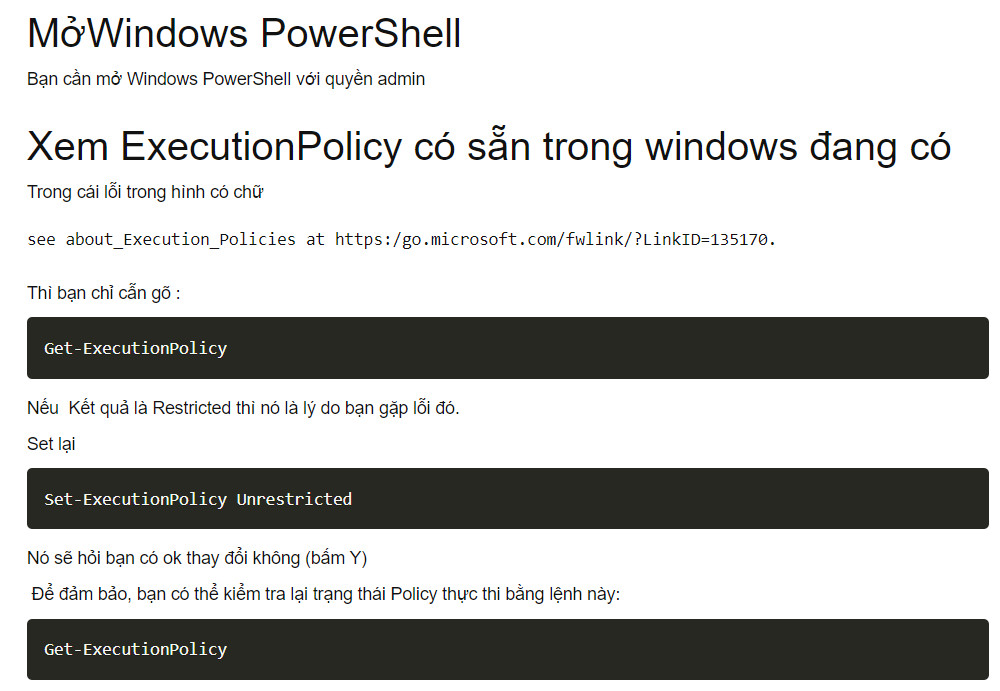 MởWindows PowerShell
Bạn cần mở Windows PowerShell với quyền admin
Xem ExecutionPolicy có sẵn trong windows đang có
Trong cái lỗi trong hình có chữ
see about_Execution_Policies at https:/go.microsoft.com/fwlink/?LinkID=135170.
Thì bạn chỉ cần gõ :
Get-ExecutionPolicy
Nếu  Kết quả là Restricted thì nó là lý do bạn gặp lỗi đó.
Set lại
Set-ExecutionPolicy Unrestricted
Nó sẽ hỏi bạn có ok thay đổi không (bấm Y)
Để đảm bảo, bạn có thể kiểm tra lại trạng thái Policy thực thi bằng lệnh này:
Get-ExecutionPolicy